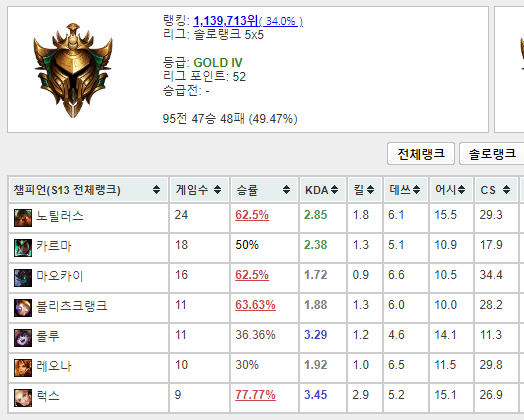 랭킹: 1,139,713위( 34.0% )
리그: 솔로랭크 5x5
등급: GOLD IV
리그 포인트: 52
승급전: -
95전 47승 48패 (49.47%)
전체랭크 솔로랭크
챔피언(S13 전체랭크) 게임수 승률 KDA 킬 데쓰 어시 CS
노틸러스 24 62.5% 2.85 1.8 6.1 15.5 29.3
카르마 18 50% 2.38 1.3 5.1 10.9 17.9
마오카이 16 62.5% 1.72 0.9 6.6 10.5 34.4
블리츠크랭크 11 63.63% 1.88 1.3 6.0 10.0 28.2
룰루 11 36.36% 3.29 1.2 4.6 14.1 11.3
레오나 10 30% 1.92 1.0 6.5 11.5 29.8
럭스 9 77.77% 3.45 2.9 5.2 15.1 26.9